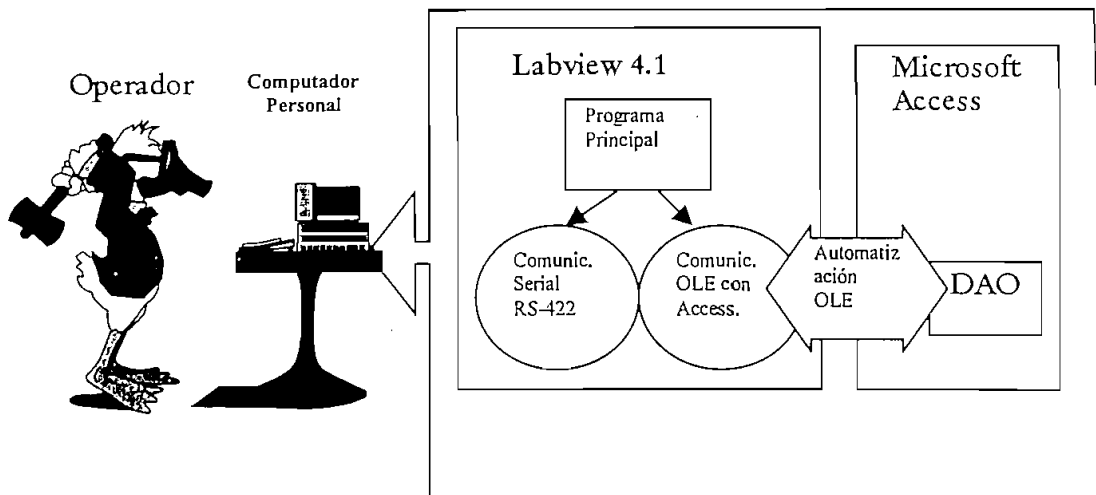 Operador
Computador
Personal
Labview 4.1
Programa
Principal
Comunic.
Serial
RS-422
Comunic.
OLE con
Access.
Automatiz
ación
OLE
Microsoft
Access
DAO